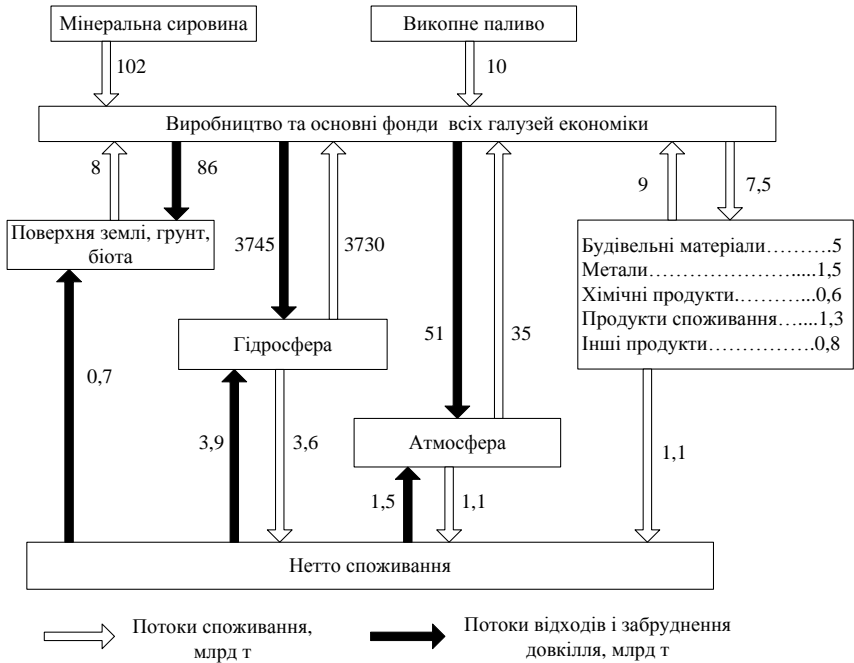 Мінеральна сировина
Викопне паливо
102
10
Виробництво та основні фонди всіх галузей економіки
8
86
9
7,5
Поверхня землі, грунт,
біота
3745
3730
Будівельні матеріали……….5
Метали………………….....1,5
Хімічні продукти.………...0,6
Продукти споживання…....1,3
Інші продукти…………….0,8
Гідросфера
51
35
0,7
3,9
3,6
Атмосфера
1,1
1,5
1,1
Нетто споживання
Потоки споживання,
млрд т
Потоки відходів і забруднення
довкілля, млрд т